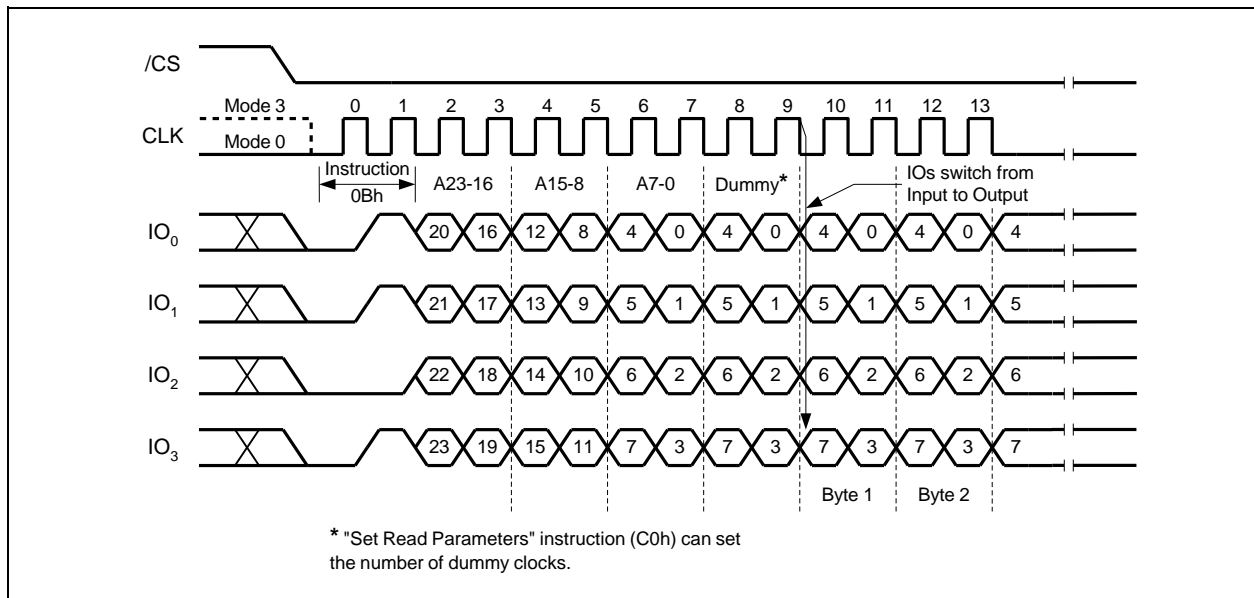 /CS
Mode 3 0 1 2 3 4 5 6 7 8 9 10 11 12 13
CLK Mode 0
Instruction
0Bh
A23-16 A15-8 A7-0 Dummy*
IOs switch from
Input to Output
IO0 20 16 12 8 4 0 4 0 4 0 4 0 4
IO1 21 17 13 9 5 1 5 1 5 1 5 1 5
IO2 22 18 14 10 6 2 6 2 6 2 6 2 6
IO3 23 19 15 11 7 3 7 3 7 3 7 3 7
Byte 1 Byte 2
* "Set Read Parameters" instruction (C0h) can set
the number of dummy clocks.